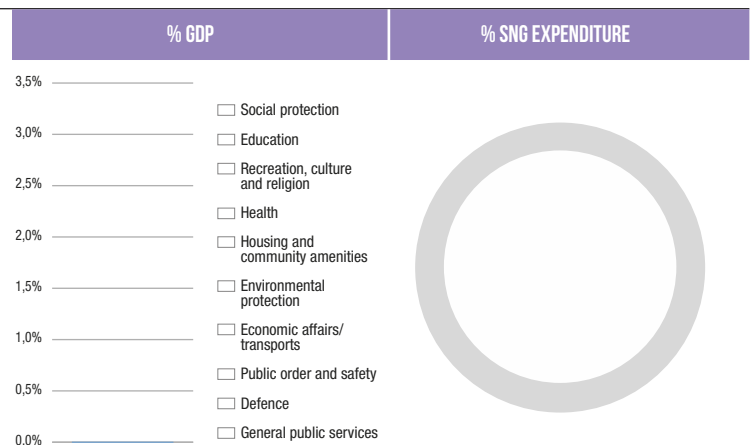 % GDP
% SNG EXPENDITURE
3,5%
3,0%
2,5%
2,0%
1,5%
1,0%
0,5%
0,0%
Social protection
Education
Recreation, culture
and religion
Health
Housing and
community amenities
Environmental
protection
Economic affairs/
transports
Public order and safety
Defence
General public services